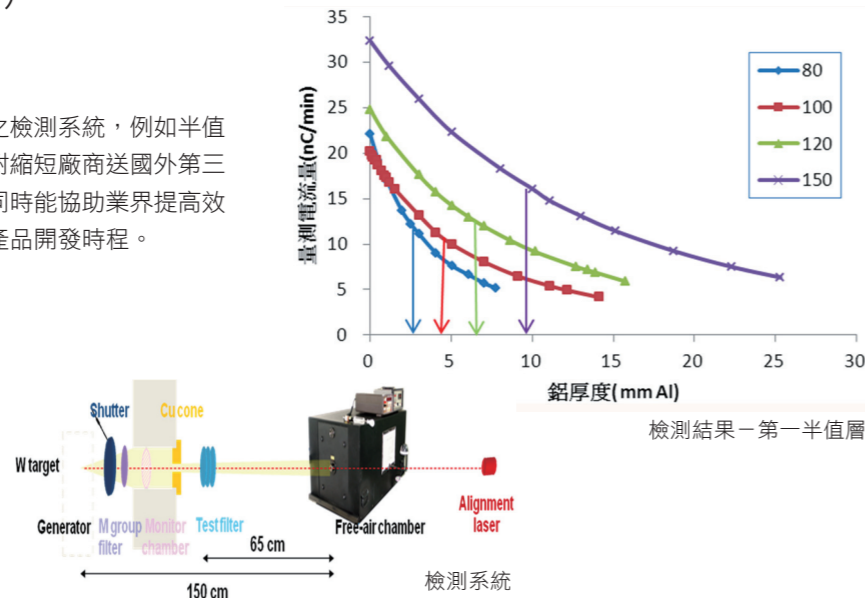 之檢測系統，例如半值
對縮短廠商送國外第三
同時能協助業界提高效
產品開發時程。
量測電流量(nC/min)
35
30
25
20
15
10
5
0
0 5 10 15 20 25 30
鋁厚度(mm Al)
80
100
120
150
檢測結果－第一半值層
Shutter
Cu cone
W target
Generator
M group
filter
Monitor
chamber
Test filter
Free-air chamber
Alignment
laser
65 cm
150 cm
檢測系統